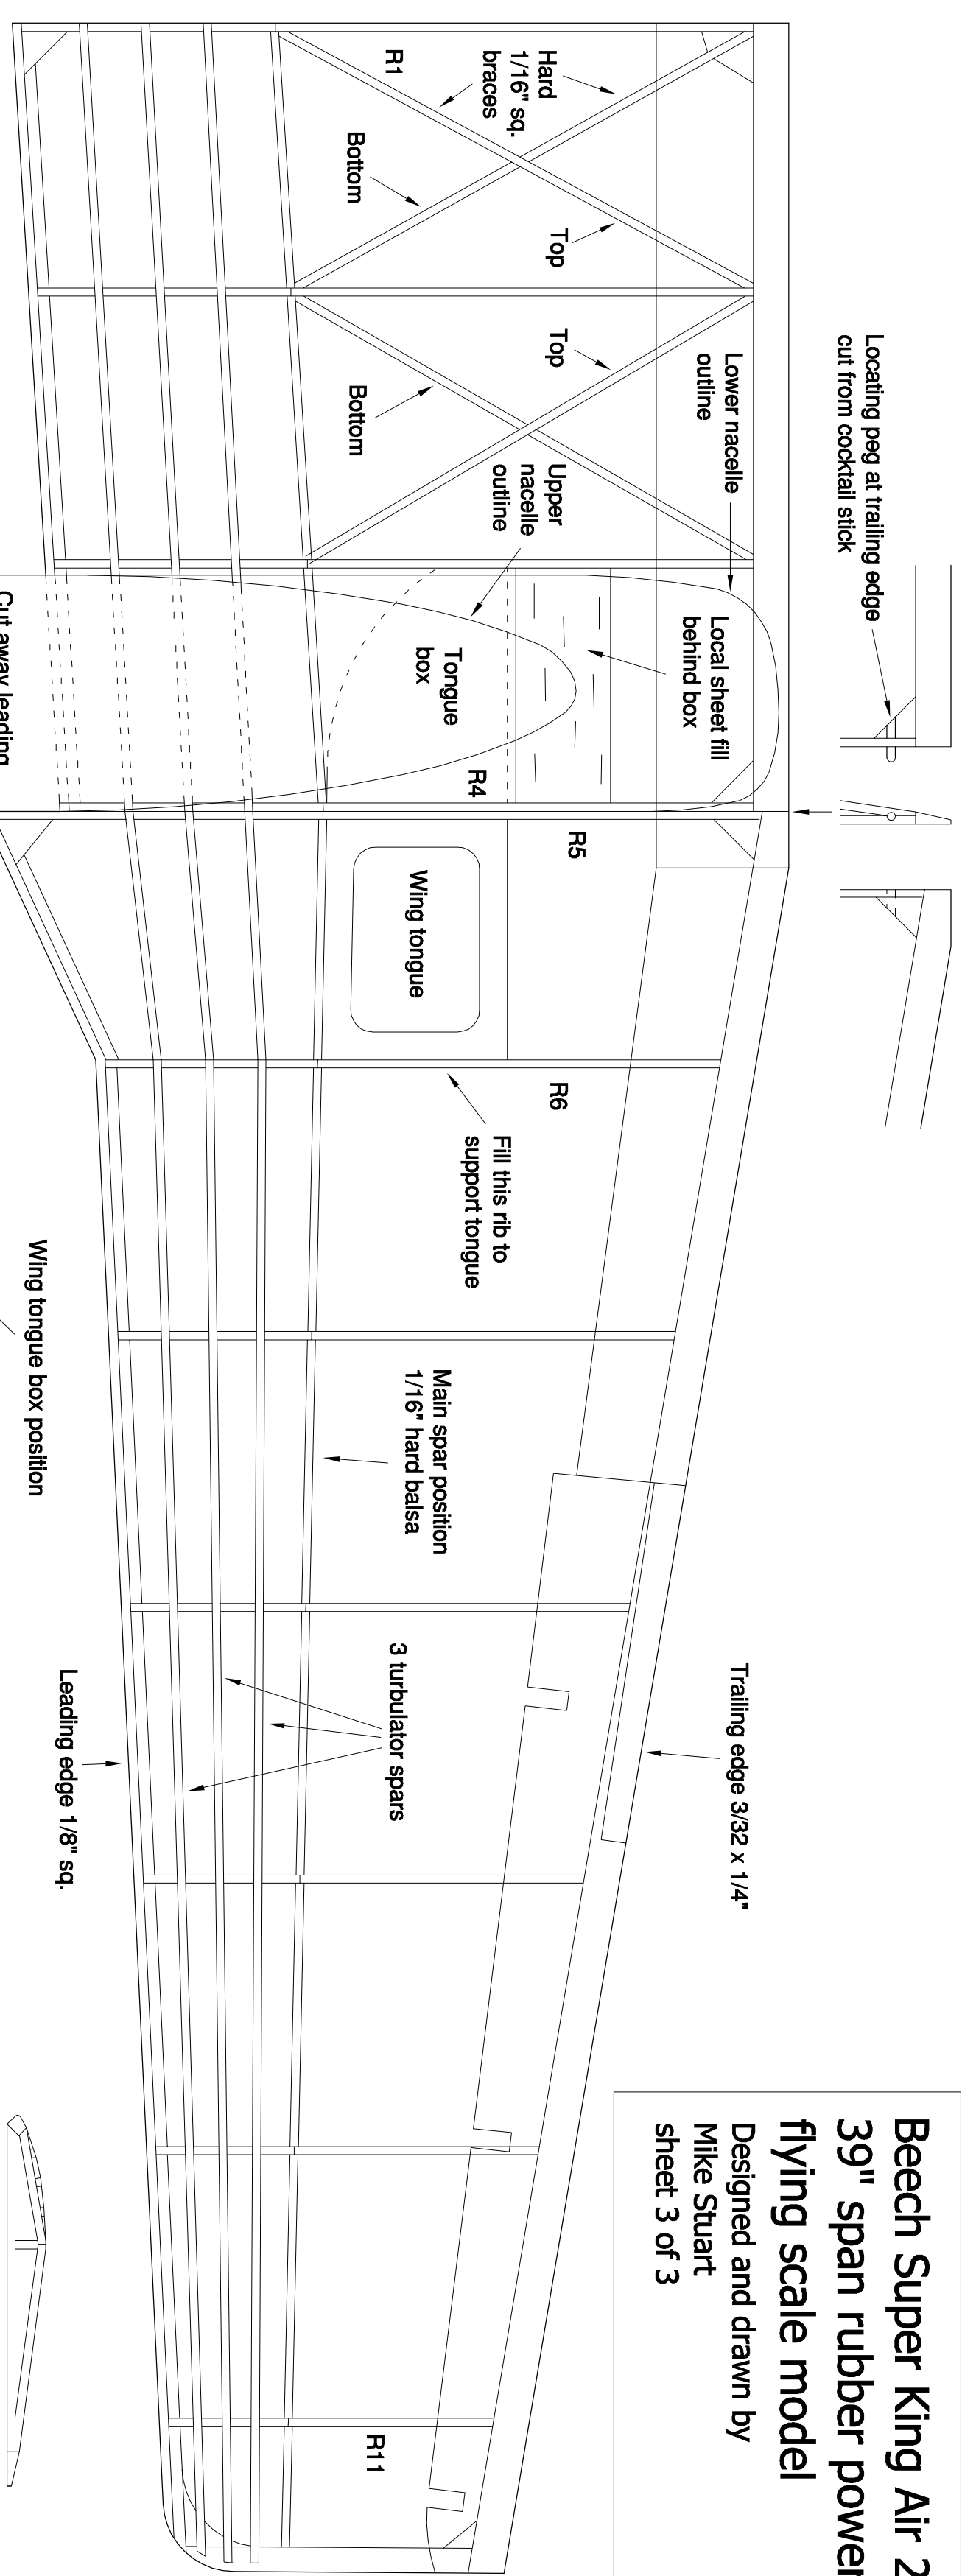 Beech Super King Air 2
39" span rubber power
flying scale model
Designed and drawn by
Mike Stuart
sheet 3 of 3
Locating peg at trailing edge
cut from cocktail stick
Hard
1/16" sq.
braces
R1
Bottom
Top
Top
Bottom
Lower nacelle
outline
Upper
nacelle
outline
Local sheet fill
behind box
Tongue
box
R4
R5
Wing tongue
R6
Fill this rib to
support tongue
Main spar position
1/16" hard balsa
Trailing edge 3/32 x 1/4"
3 turbulator spars
Leading edge 1/8" sq.
R11
Wing tongue box position
Cut away leading